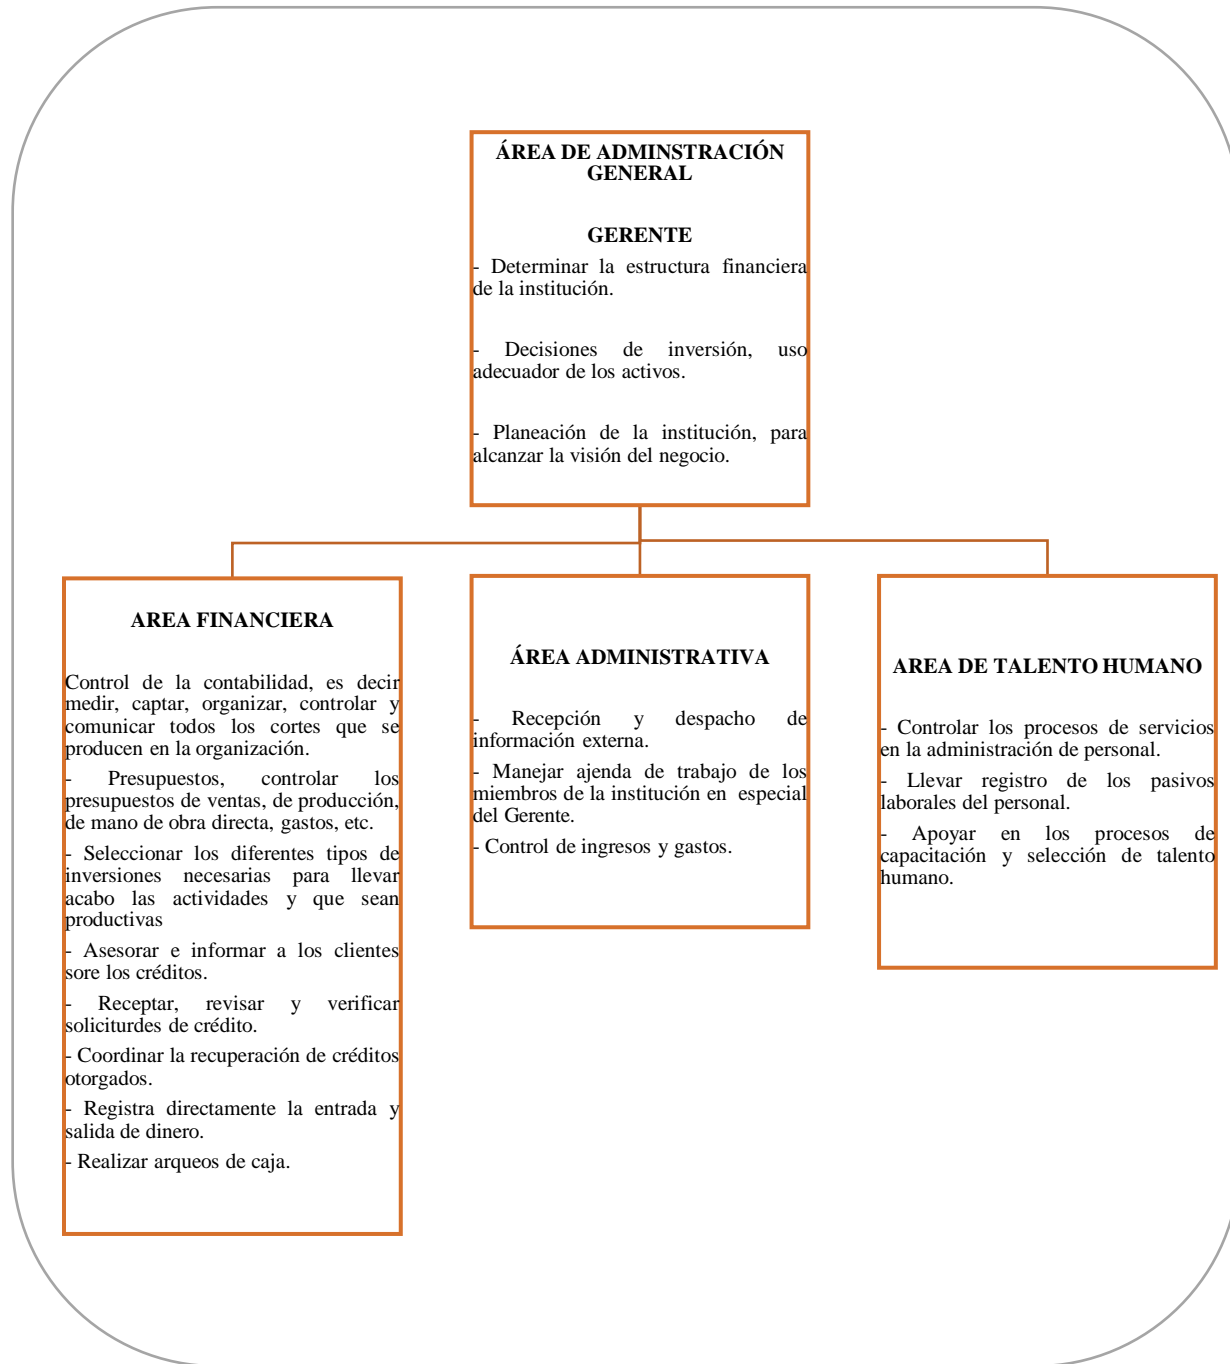 ÁREA DE ADMINSTRACIÓN
GENERAL
GERENTE
- Determinar la estructura financiera
de la institución.
- Decisiones de inversión, uso
adecuador de los activos.
- Planeación de la institución, para
alcanzar la visión del negocio.
AREA FINANCIERA
Control de la contabilidad, es decir
medir, captar, organizar, controlar y
comunicar todos los cortes que se
producen en la organización.
- Presupuestos, controlar los
presupuestos de ventas, de producción,
de mano de obra directa, gastos, etc.
- Seleccionar los diferentes tipos de
inversiones necesarias para llevar
acabo las actividades y que sean
productivas
- Asesorar e informar a los clientes
sore los créditos.
- Receptar, revisar y verificar
soliciturdes de crédito.
- Coordinar la recuperación de créditos
otorgados.
- Registra directamente la entrada y
salida de dinero.
- Realizar arqueos de caja.
ÁREA ADMINISTRATIVA
- Recepción y despacho de
información externa.
- Manejar ajenda de trabajo de los
miembros de la institución en especial
del Gerente.
- Control de ingresos y gastos.
AREA DE TALENTO HUMANO
- Controlar los procesos de servicios
en la administración de personal.
- Llevar registro de los pasivos
laborales del personal.
- Apoyar en los procesos de
capacitación y selección de talento
humano.